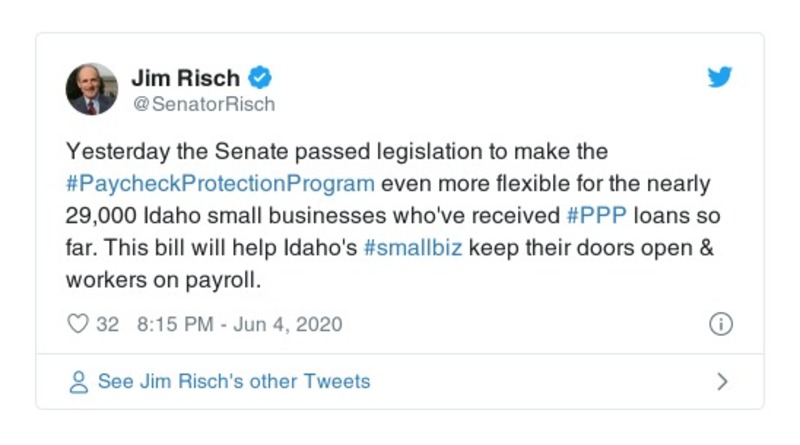 Jim Risch
@SenatorRisch
Yesterday the Senate passed legislation to make the
#PaycheckProtectionProgram even more flexible for the nearly
29,000 Idaho small businesses who've received #PPP loans so
far. This bill will help Idaho's #smallbiz keep their doors open &
workers on payroll.
32 8:15 PM - Jun 4, 2020
See Jim Risch's other Tweets